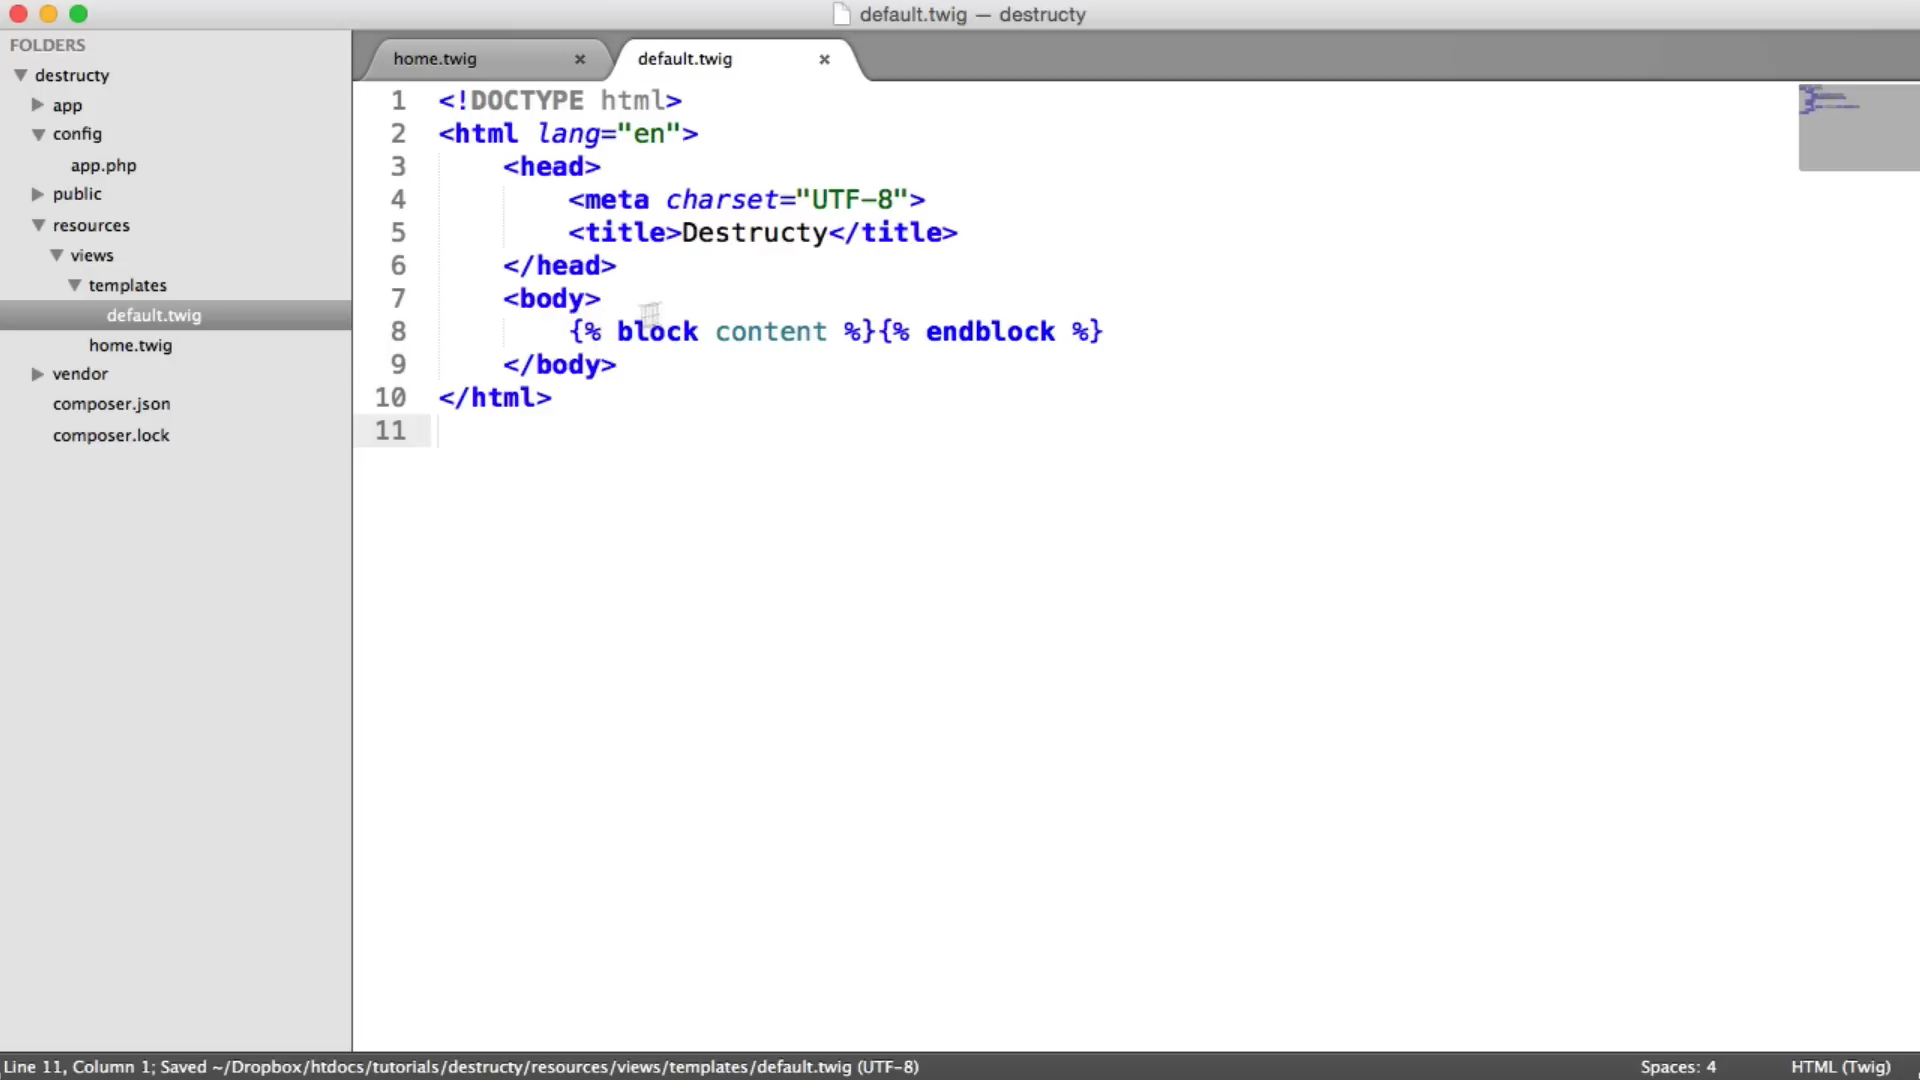 default.twig — destructy
FOLDERS
destructy
app
config
app.php
public
resources
views
templates
default.twig
home.twig
vendor
composer.json
composer.lock
home.twig × default.twig ×
1 <!DOCTYPE html>
2 <html lang="en">
3 <head>
4 <meta charset="UTF-8">
5 <title>Destructy</title>
6 </head>
7 <body>
8 {% block content %}{% endblock %}
9 </body>
10 </html>
11
Line 11, Column 1; Saved ~/Dropbox/htdocs/tutorials/destructy/resources/views/templates/default.twig (UTF-8) Spaces: 4 HTML (Twig)